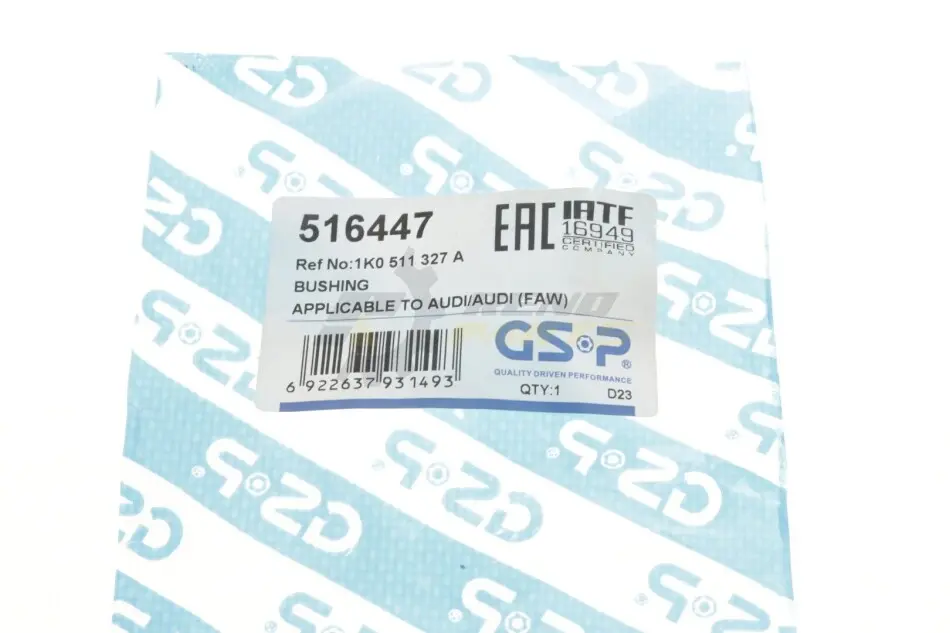 516447
Ref No:1K0 511 327 A
BUSHING
APPLICABLE TO AUDI/AUDI (FAW)
6 922637 931493
EAC
IATF
16949
CERTIFIED
COMPANY
GSP®
QUALITY DRIVEN PERFORMANCE
QTY:1
D23